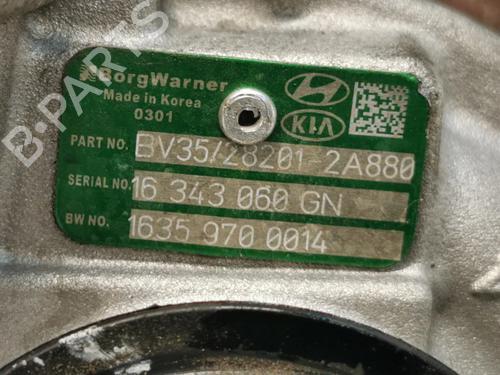 BorgWarner
Made in Korea
0301
KIA
PART NO. BV35/28201 2A880
SERIAL NO. 16 343 060 GN
BW NO. 1635 970 0014
B-PARTS